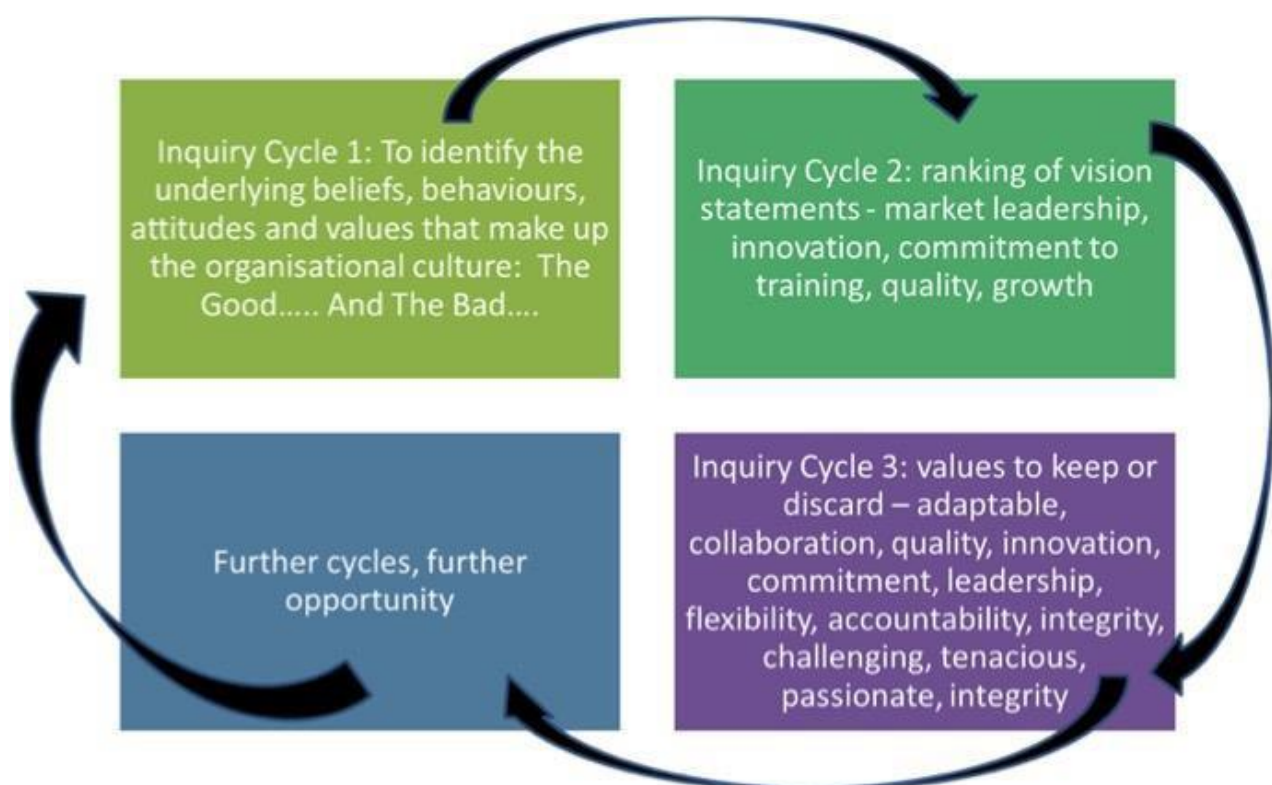 Inquiry Cycle 1: To identify the
underlying beliefs, behaviours,
attitudes and values that make up
the organisational culture:  The
Good….. And The Bad….
Inquiry Cycle 2: ranking of vision
statements - market leadership,
innovation, commitment to
training, quality, growth
Inquiry Cycle 3: values to keep or
discard – adaptable,
collaboration, quality, innovation,
commitment, leadership,
flexibility, accountability, integrity,
challenging, tenacious,
passionate, integrity
Further cycles, further
opportunity